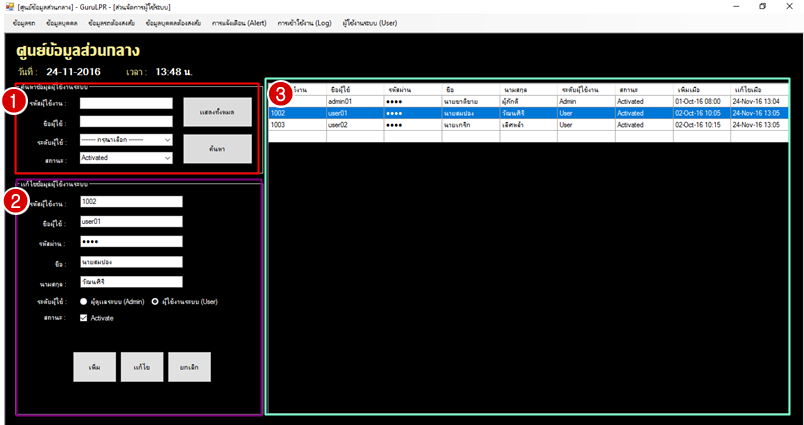 [ศูนย์ข้อมูลส่วนกลาง] - GuruLPR - [ส่วนจัดการผู้ใช้ระบบ]
ข้อมูลรถ ข้อมูลบุคคล ข้อมูลรถต้องสงสัย ข้อมูลบุคคลต้องสงสัย การแจ้งเตือน (Alert) การเข้าใช้งาน (Log) ผู้ใช้งานระบบ (User)
ศูนย์ข้อมูลส่วนกลาง
วันที่ : 24-11-2016 เวลา : 13:48 น.
ค้นหาข้อมูลผู้ใช้งานระบบ
1
รหัสผู้ใช้งาน :
แสดงทั้งหมด
ชื่อผู้ใช้ :
ระดับผู้ใช้ : ------ กรุณาเลือก ------
ค้นหา
สถานะ : Activated
แก้ไขข้อมูลผู้ใช้งานระบบ
2
รหัสผู้ใช้งาน : 1002
ชื่อผู้ใช้ : user01
รหัสผ่าน : ●●●●
ชื่อ : นายสมปอง
นามสกุล : วัฒนศิริ
ระดับผู้ใช้ : ผู้ดูแลระบบ (Admin) ผู้ใช้งานระบบ (User)
สถานะ : Activate
เพิ่ม แก้ไข ยกเลิก
3
ใช้งาน ชื่อผู้ใช้ รหัสผ่าน ชื่อ นามสกุล ระดับผู้ใช้งาน สถานะ เพิ่มเมื่อ แก้ไขเมื่อ
admin01 ●●●● นายชาติชาย ผู้ภักดี Admin Activated 01-Oct-16 08:00 24-Nov-16 13:04
1002 user01 ●●●● นายสมปอง วัฒนศิริ User Activated 02-Oct-16 10:05 24-Nov-16 13:05
1003 user02 ●●●● นายเกริก เลิศหล้า User Activated 02-Oct-16 10:15 24-Nov-16 13:05